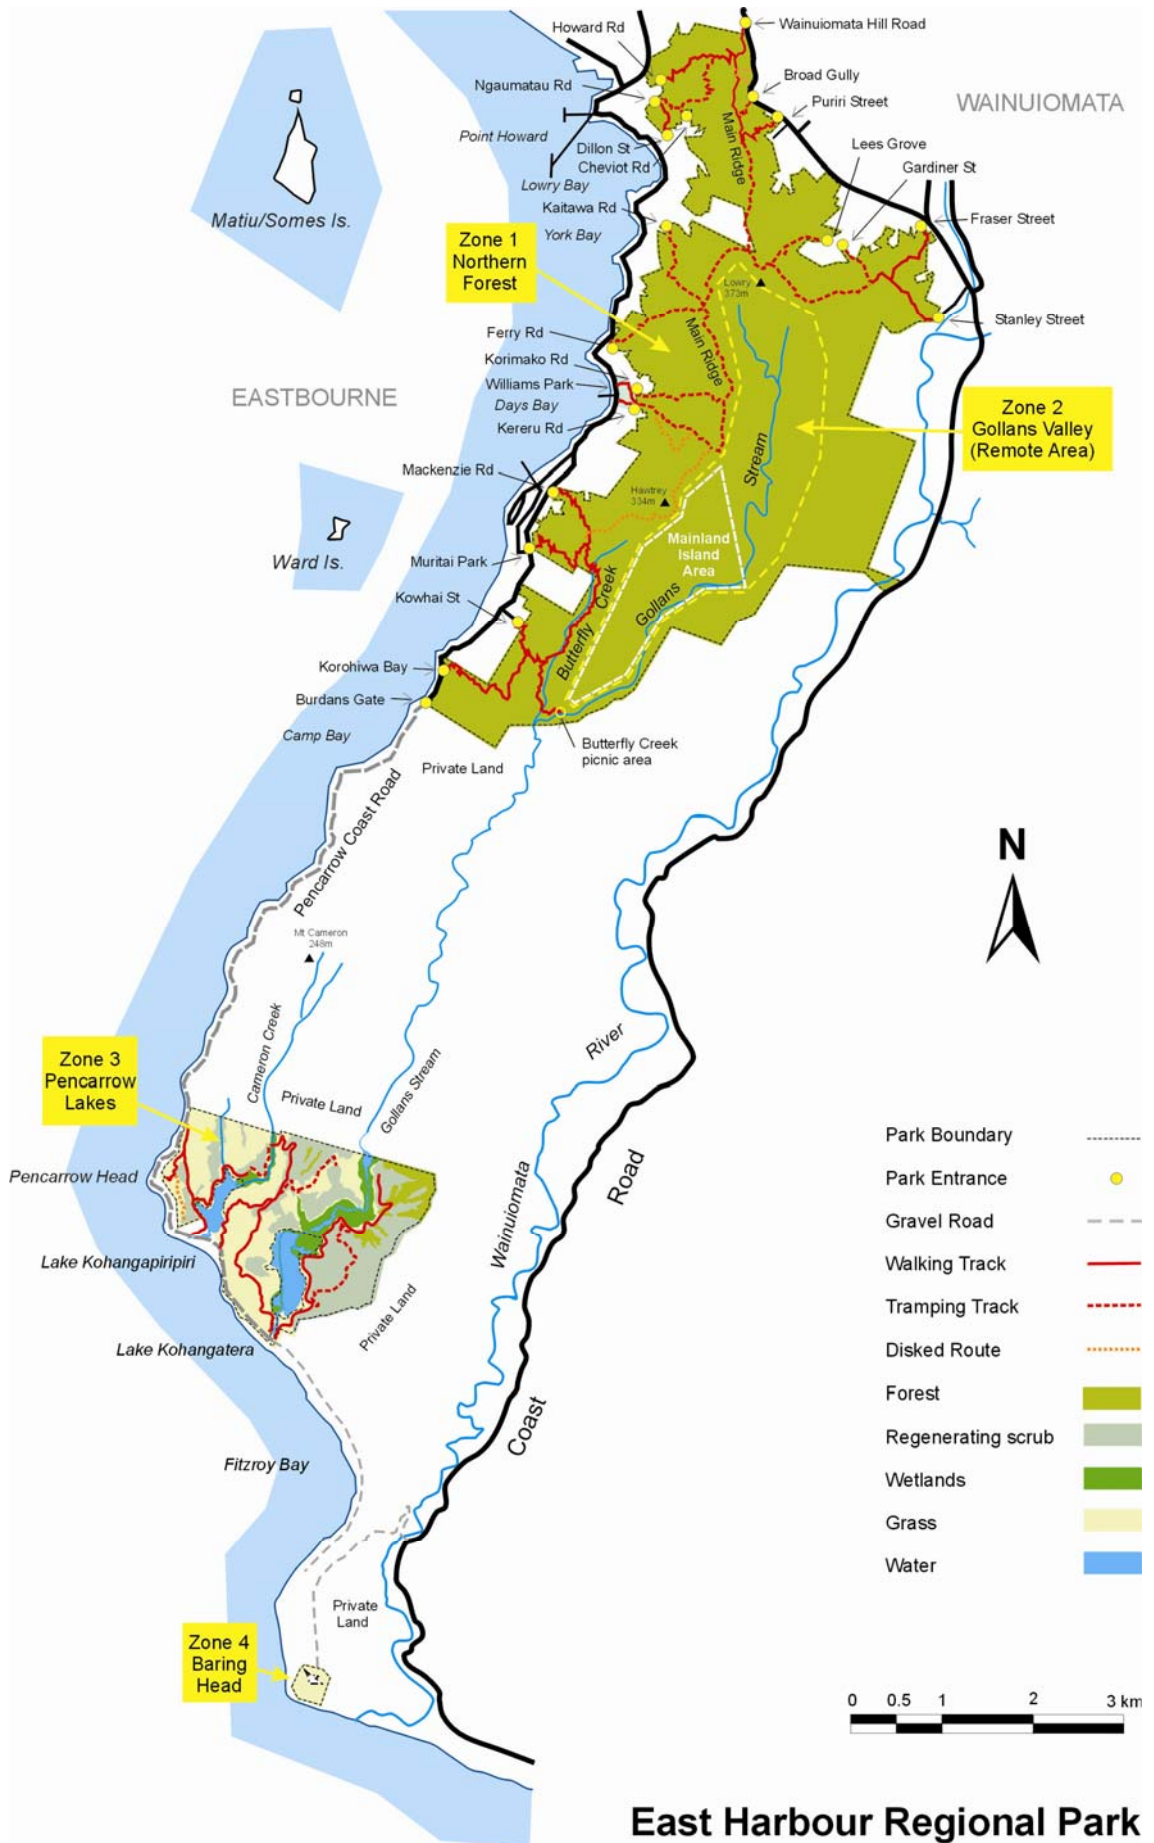 Howard Rd
Wainuiomata Hill Road
Ngaumatau Rd
Broad Gully
Puriri Street
WAINUIOMATA
Point Howard
Main Ridge
Dillon St
Cheviot Rd
Lees Grove
Gardiner St
Lowry Bay
Matiu/Somes Is.
Kaitawa Rd
Fraser Street
York Bay
Zone 1
Northern
Forest
Lowry
373m
Stanley Street
Ferry Rd
Main Ridge
Korimako Rd
Williams Park
EASTBOURNE
Days Bay
Kereru Rd
Zone 2
Gollans Valley
(Remote Area)
Stream
Mackenzie Rd
Hawtrey
334m
Mainland
Island
Area
Ward Is.
Muritai Park
Kowhai St
Butterfly Creek
Gollans
Korohiwa Bay
Burdans Gate
Camp Bay
Butterfly Creek
picnic area
Private Land
Pencarrow Coast Road
N
Mt Cameron
248m
Cameron Creek
Gollans Stream
River
Zone 3
Pencarrow
Lakes
Private Land
Park Boundary
Pencarrow Head
Park Entrance
Road
Wainuiomata
Gravel Road
Lake Kohangapiripiri
Walking Track
Private Land
Tramping Track
Lake Kohangatera
Disked Route
Forest
Coast
Regenerating scrub
Fitzroy Bay
Wetlands
Grass
Water
Private
Land
Zone 4
Baring
Head
0 0.5 1 2 3 km
East Harbour Regional Park